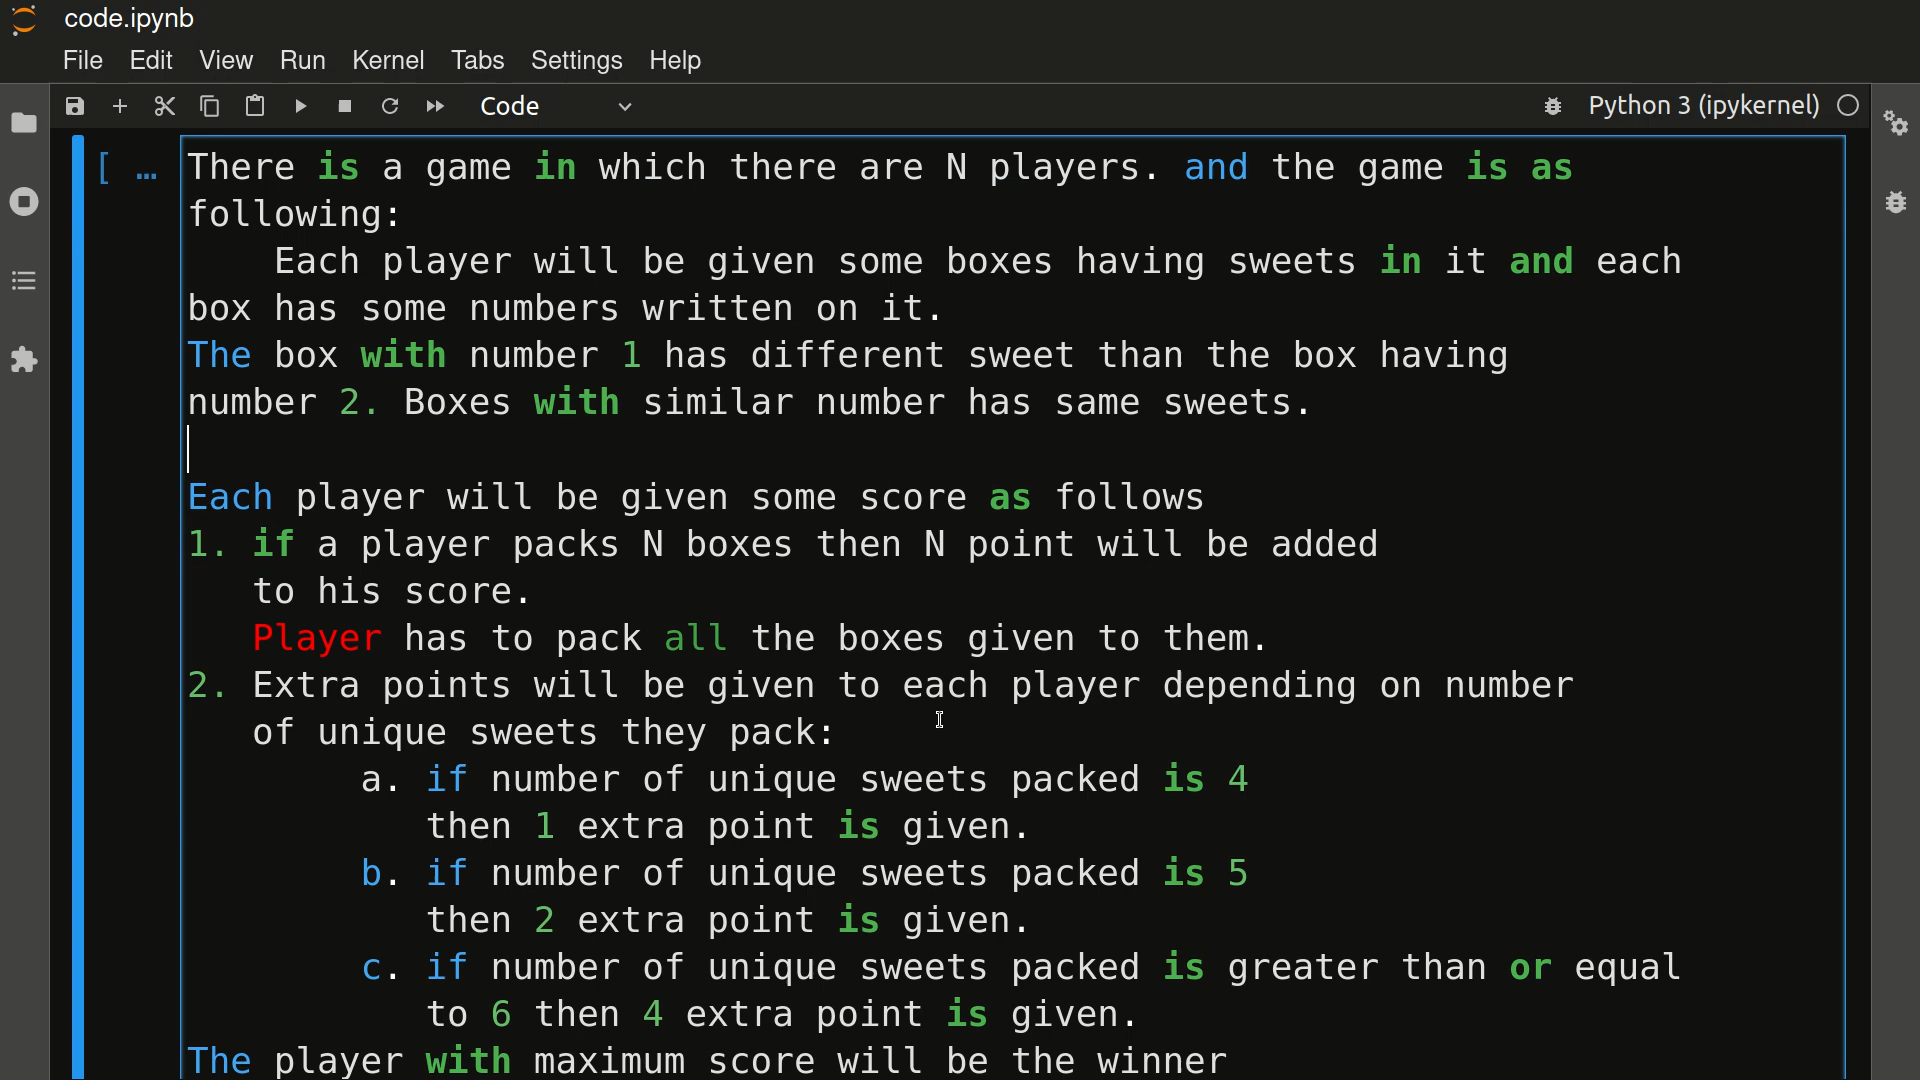 code.ipynb
File Edit View Run Kernel Tabs Settings Help
Code Python 3 (ipykernel)
[ …
There is a game in which there are N players. and the game is as
following:
Each player will be given some boxes having sweets in it and each
box has some numbers written on it.
The box with number 1 has different sweet than the box having
number 2. Boxes with similar number has same sweets.
Each player will be given some score as follows
1. if a player packs N boxes then N point will be added
to his score.
Player has to pack all the boxes given to them.
2. Extra points will be given to each player depending on number
of unique sweets they pack:
a. if number of unique sweets packed is 4
then 1 extra point is given.
b. if number of unique sweets packed is 5
then 2 extra point is given.
c. if number of unique sweets packed is greater than or equal
to 6 then 4 extra point is given.
The player with maximum score will be the winner